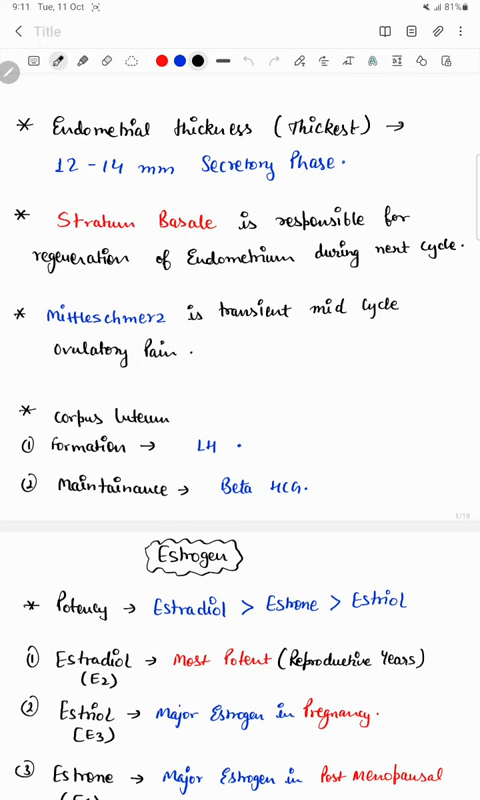 9:11 Tue, 11 Oct 81%
Title
* Endometrial thickness (Thickest) →
12-14 mm Secretory Phase.
* Stratum Basale is responsible for
regeneration of Endometrium during next cycle.
* Mittleschmerz is transient mid cycle
ovulatory Pain.
* Corpus luteum
① Formation → LH .
② Maintainance → Beta HCG.
1/18
Estrogen
* Potency → Estradiol > Estrone > Estriol
① Estradiol → Most Potent (Reproductive Years)
(E2)
② Estriol → Major Estrogen in Pregnancy.
[E3)
③ Estrone → Major Estrogen in Post Menopausal